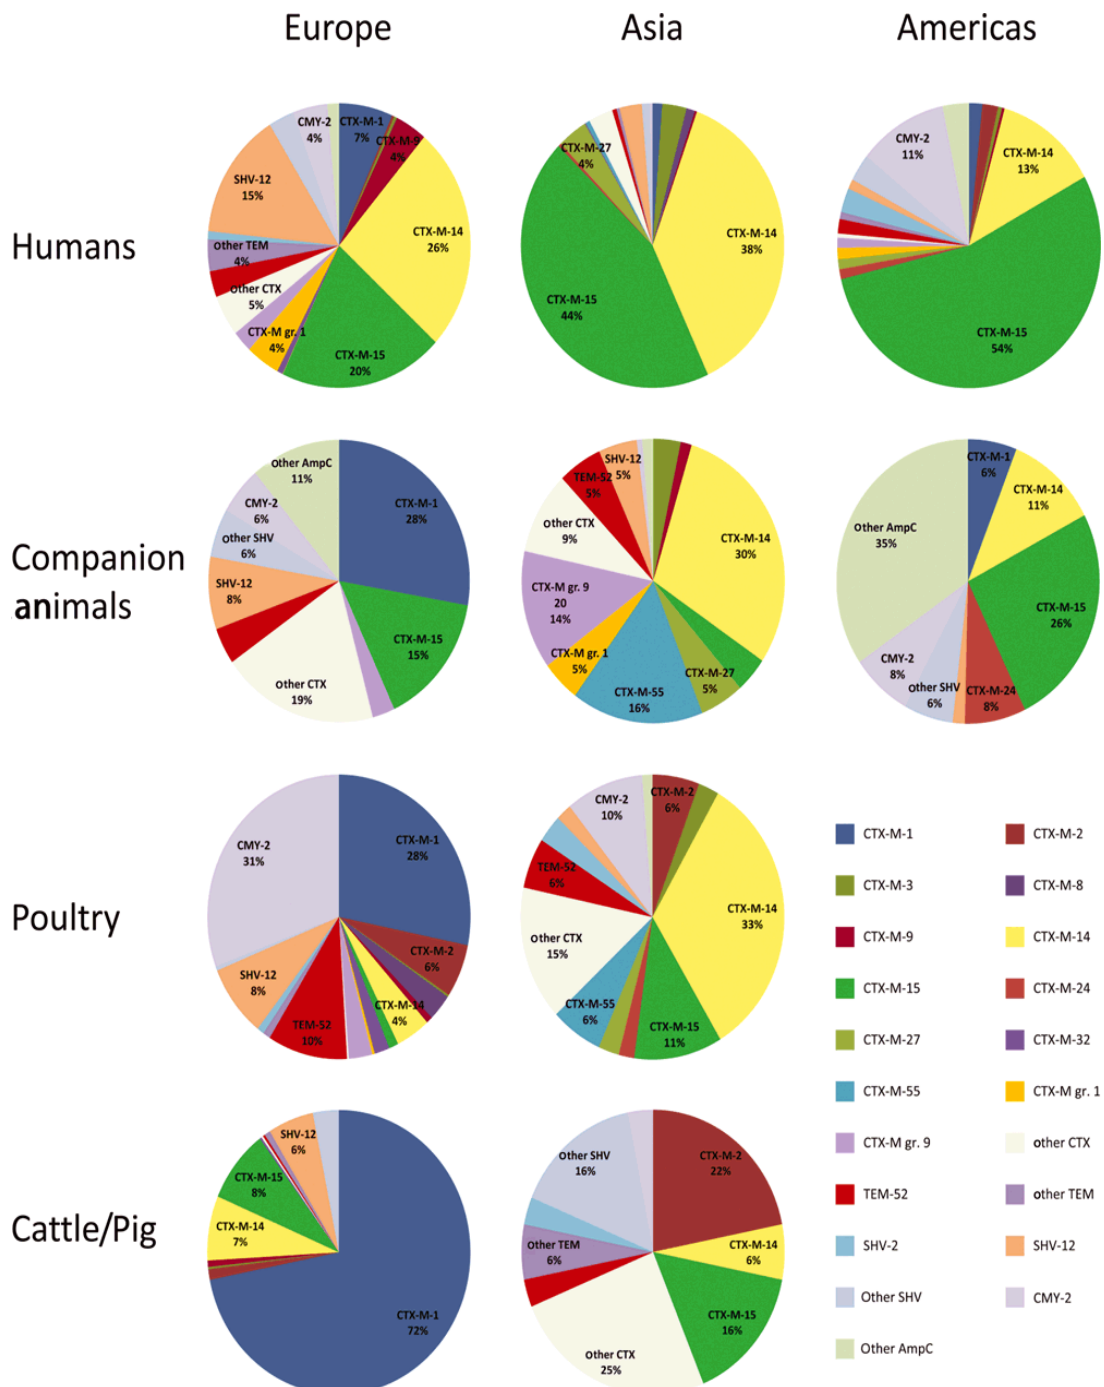 Europe
Asia
Americas
Humans
CMY-2
4%
CTX-M-1
7%
CTX-M-9
4%
SHV-12
15%
CTX-M-14
26%
Other TEM
4%
Other CTX
5%
CTX-M gr. 1
4%
CTX-M-15
20%
CTX-M-27
4%
CTX-M-14
38%
CTX-M-15
44%
CMY-2
11%
CTX-M-14
13%
CTX-M-15
54%
Companion
animals
Other AmpC
11%
CTX-M-1
28%
CMY-2
6%
Other SHV
6%
SHV-12
8%
CTX-M-15
15%
Other CTX
19%
SHV-12
5%
TEM-52
5%
Other CTX
9%
CTX-M-14
30%
CTX-M gr. 9
20
14%
CTX-M gr. 1
5%
CTX-M-27
5%
CTX-M-55
16%
CTX-M-1
6%
CTX-M-14
11%
Other AmpC
35%
CTX-M-15
26%
CMY-2
8%
Other SHV
6%
CTX-M-24
8%
Poultry
CMY-2
31%
CTX-M-1
28%
CTX-M-2
6%
SHV-12
8%
CTX-M-14
4%
TEM-52
10%
CMY-2
10%
CTX-M-2
6%
TEM-52
6%
CTX-M-14
33%
Other CTX
15%
CTX-M-55
6%
CTX-M-15
11%
Cattle/Pig
SHV-12
6%
CTX-M-15
8%
CTX-M-14
7%
CTX-M-1
72%
Other SHV
16%
CTX-M-2
22%
Other TEM
6%
CTX-M-14
6%
CTX-M-15
16%
Other CTX
25%
CTX-M-1
CTX-M-2
CTX-M-3
CTX-M-8
CTX-M-9
CTX-M-14
CTX-M-15
CTX-M-24
CTX-M-27
CTX-M-32
CTX-M-55
CTX-M gr. 1
CTX-M gr. 9
other CTX
TEM-52
other TEM
SHV-2
SHV-12
Other SHV
CMY-2
Other AmpC